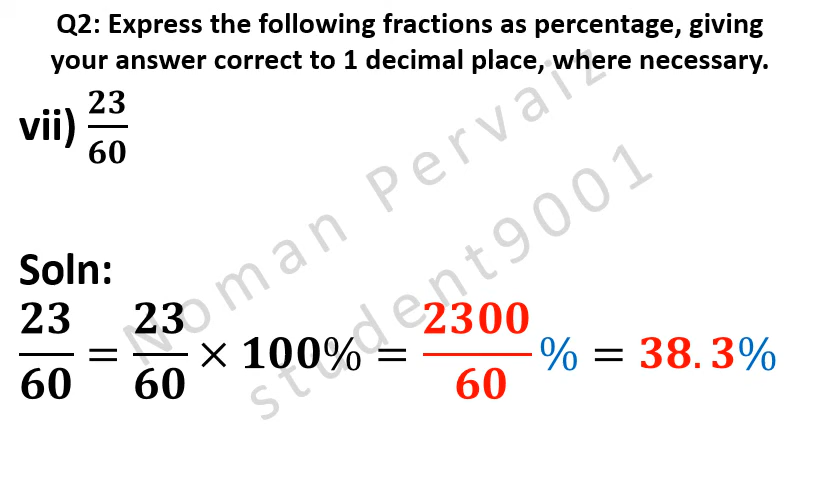 Q2: Express the following fractions as percentage, giving
your answer correct to 1 decimal place, where necessary.
vii) 23/60
Noman Pervaiz
student9001
Soln:
23/60 = 23/60 × 100% = 2300/60 % = 38.3%